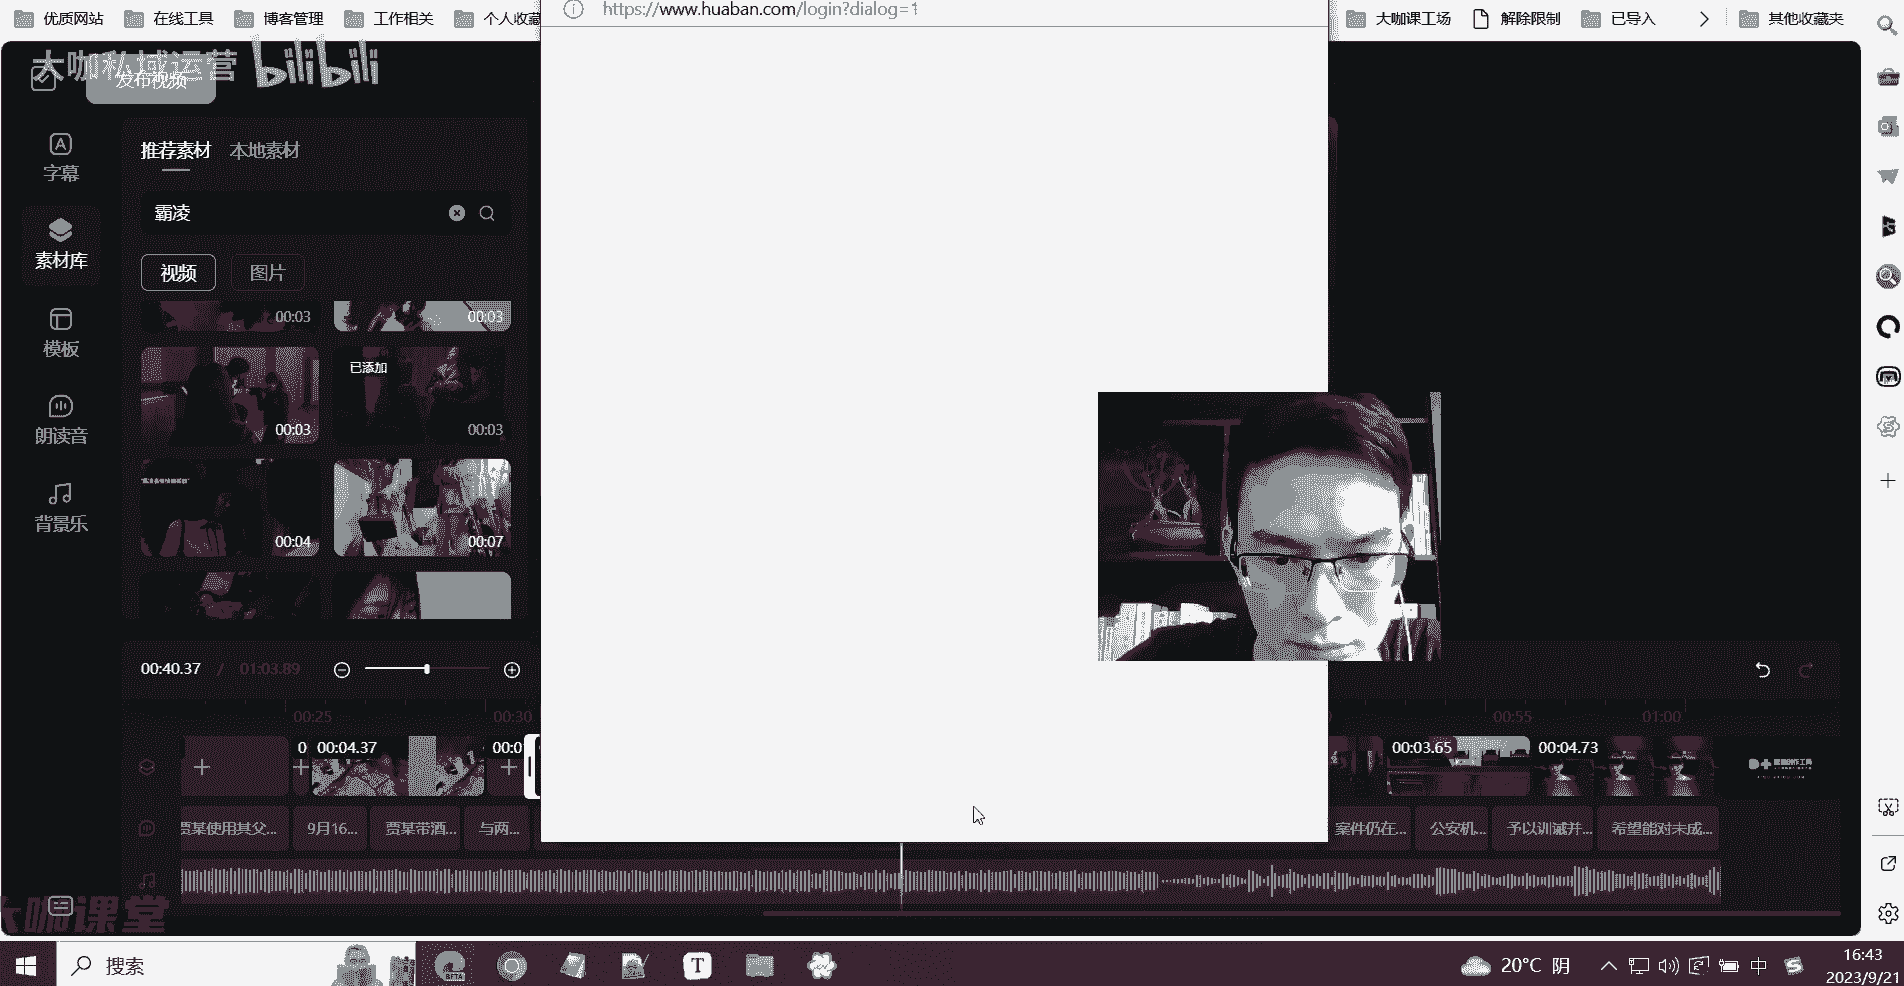 优质网站
在线工具
博客管理
工作相关
个人收藏
https://www.huaban.com/login?dialog=1
大咖课工场
解除限制
已导入
其他收藏夹
大咖私域运营 bilibili
发布视频
字幕
素材库
模板
朗读音
背景乐
推荐素材 本地素材
霸凌
视频 图片
00:03 00:03
已添加
00:03 00:03
00:04 00:07
00:40.37 / 01:03.89
00:25 00:30 00:55 01:00
0 00:04.37 00:0 00:03.65 00:04.73
贾某使用其父... 9月16... 贾某带酒... 与两... 案件仍在... 公安机... 予以训诫并... 希望能对未成...
大咖课堂
搜索
BETA
T
20°C 阴
中
16:43
2023/9/21